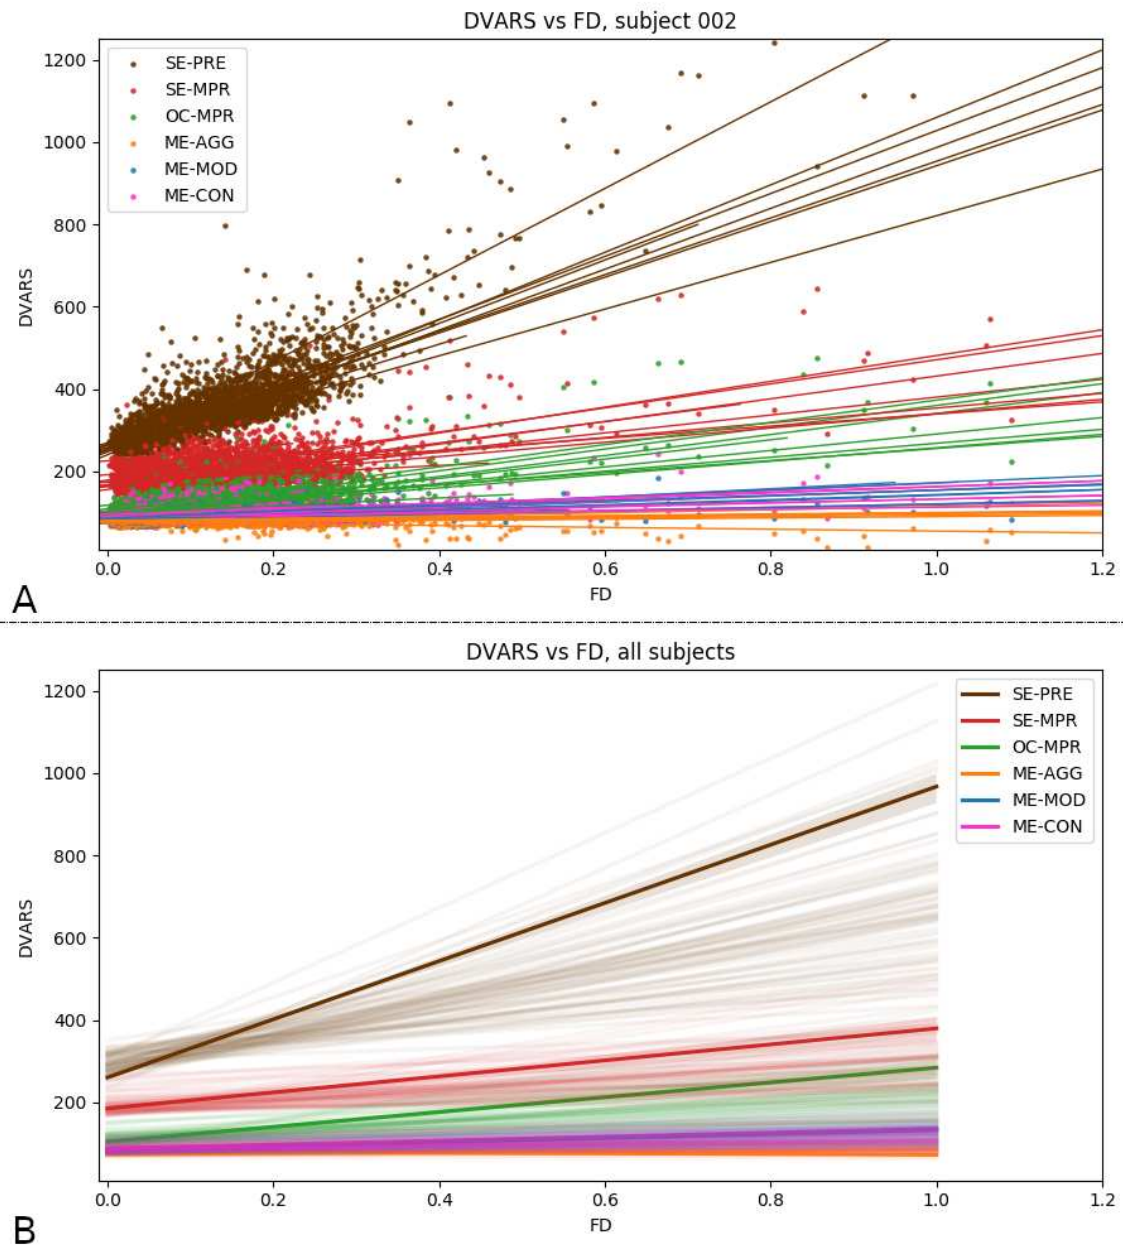 DVARS vs FD, subject 002
1200
1000
800
600
400
200
DVARS
SE-PRE
SE-MPR
OC-MPR
ME-AGG
ME-MOD
ME-CON
0.0 0.2 0.4 0.6 0.8 1.0 1.2
FD
A
DVARS vs FD, all subjects
1200
1000
800
600
400
200
DVARS
SE-PRE
SE-MPR
OC-MPR
ME-AGG
ME-MOD
ME-CON
0.0 0.2 0.4 0.6 0.8 1.0 1.2
FD
B